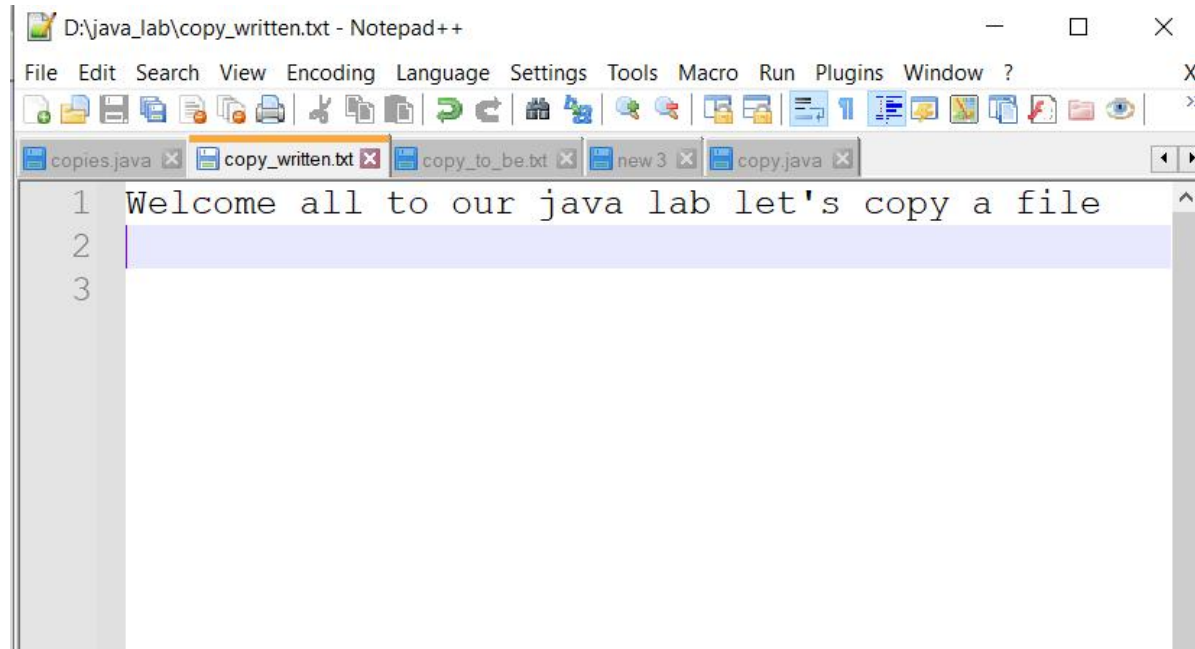 D:\java_lab\copy_written.txt - Notepad++
File Edit Search View Encoding Language Settings Tools Macro Run Plugins Window ? X
copies.java copy_written.txt copy_to_be.txt new 3 copy.java
1 Welcome all to our java lab let's copy a file
2
3